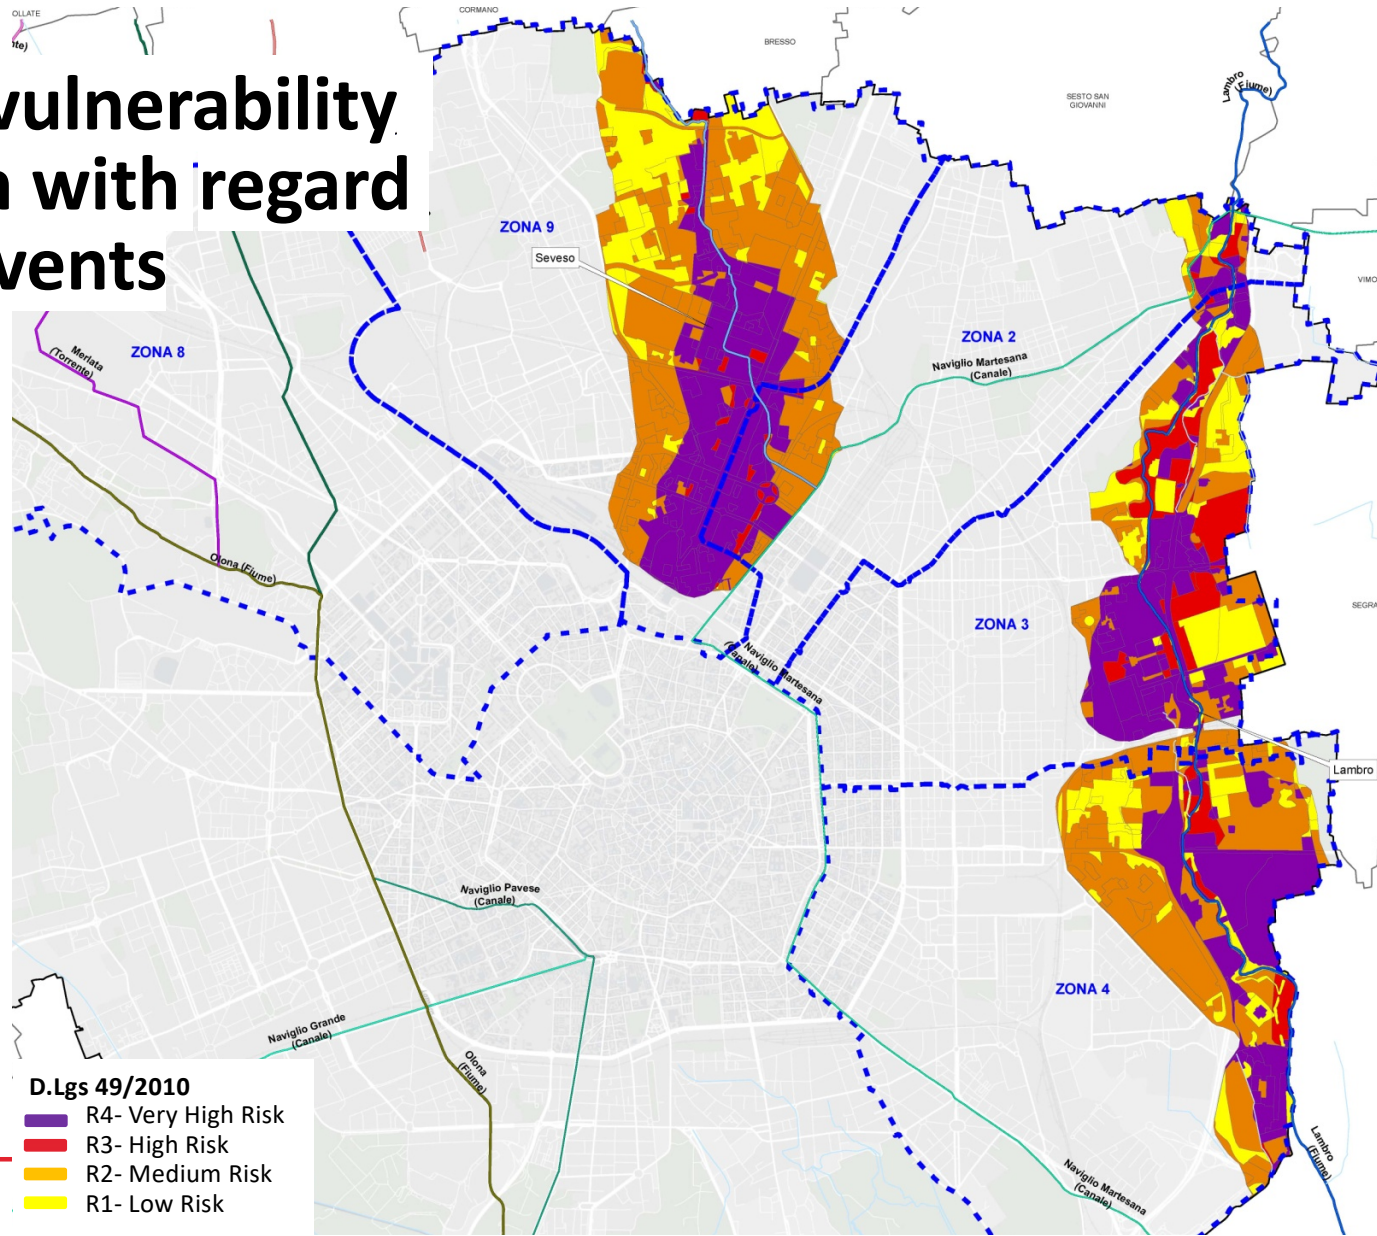 OLLATE
CORMANO
BRESSO
SESTO SAN
GIOVANNI
Lambro
(Fiume)
vulnerability
with regard
vents
ZONA 9
Seveso
VIMO
ZONA 8
Merlata
(Torrente)
ZONA 2
Naviglio Martesana
(Canale)
Olona (Fiume)
ZONA 3
SEGRA
Naviglio Martesana
(Canale)
Lambro
Naviglio Pavese
(Canale)
ZONA 4
Naviglio Grande
(Canale)
Olona
(Fiume)
D.Lgs 49/2010
R4- Very High Risk
R3- High Risk
R2- Medium Risk
R1- Low Risk
Lambro
(Fiume)
Naviglio Martesana
(Canale)